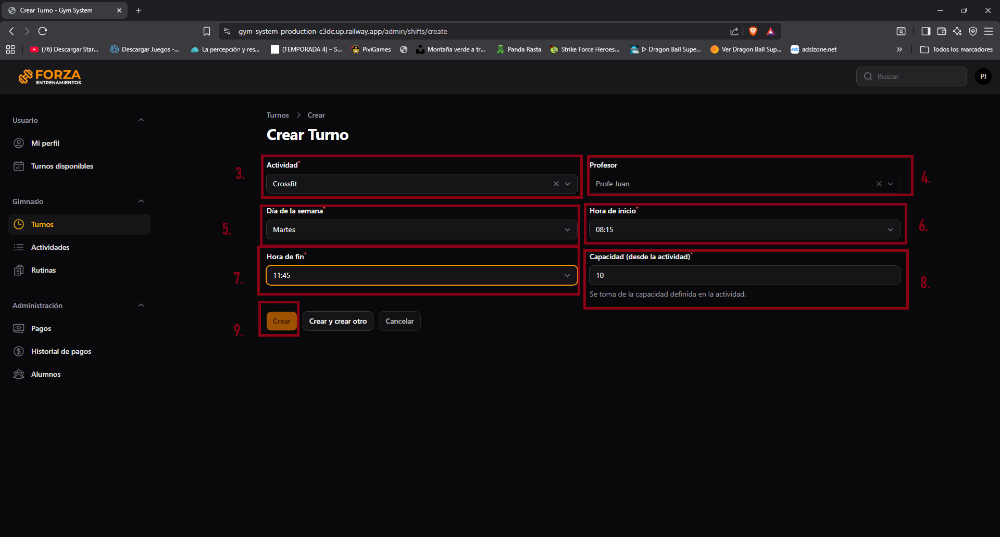 Crear Turno - Gym System
gym-system-production-c3dc.up.railway.app/admin/shifts/create
(76) Descargar Star...
Descargar Juegos -...
La percepción y res...
(TEMPORADA 4) – S...
PiviGames
Montaña verde a tr...
Panda Rasta
Strike Force Heroes...
ᐅ Dragon Ball Supe...
Ver Dragon Ball Sup...
adslzone.net
Todos los marcadores
FORZA
ENTRENAMIENTOS
Buscar
PJ
Usuario
Mi perfil
Turnos disponibles
Gimnasio
Turnos
Actividades
Rutinas
Administración
Pagos
Historial de pagos
Alumnos
Turnos
Crear
Crear Turno
3.
Actividad*
Crossfit
Profesor
Profe Juan
4.
5.
Día de la semana*
Martes
Hora de inicio*
08:15
6.
7.
Hora de fin*
11:45
Capacidad (desde la actividad)*
10
Se toma de la capacidad definida en la actividad.
8.
9.
Crear
Crear y crear otro
Cancelar